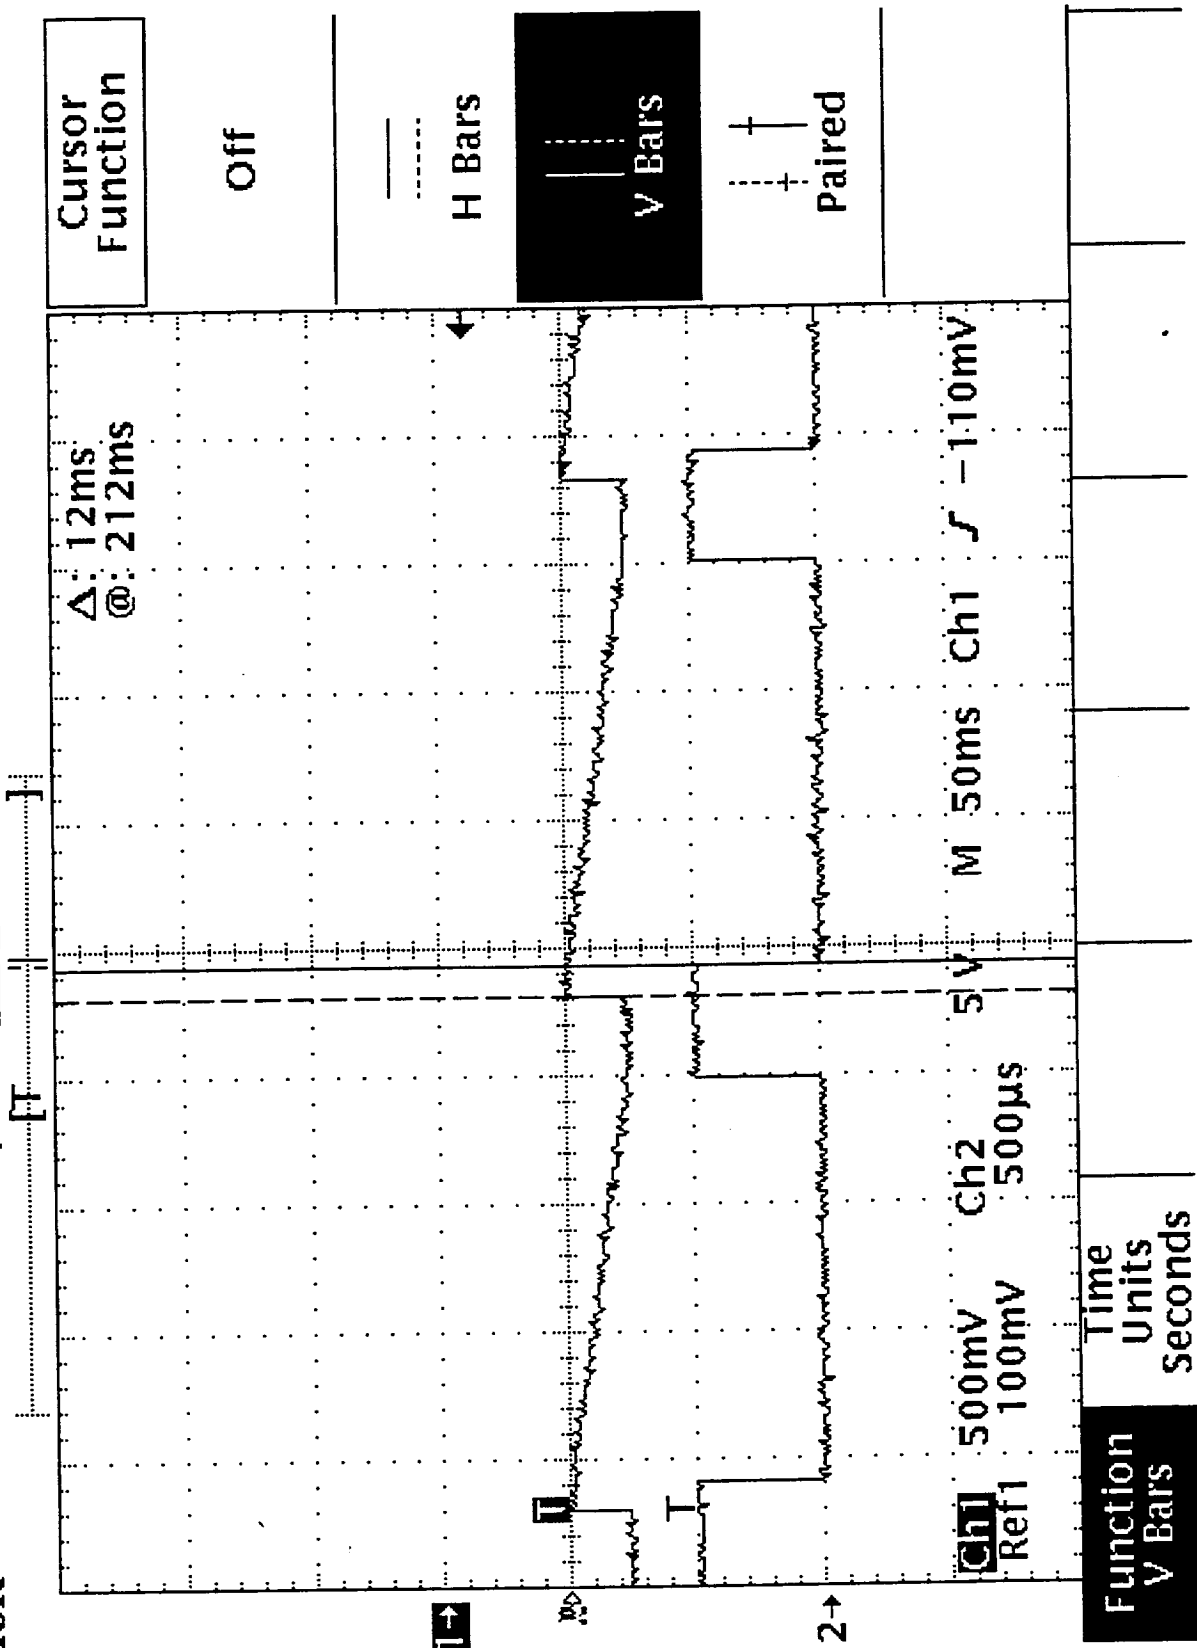 [T
]
Δ: 12ms
@: 212ms
Cursor
Function
Off
H Bars
V Bars
Paired
T
T
1→
2→
Ch1 500mV Ch2 5 V M 50ms Ch1 ƒ -110mV
Ref1 100mV 500µs
Function
V Bars
Time
Units
Seconds